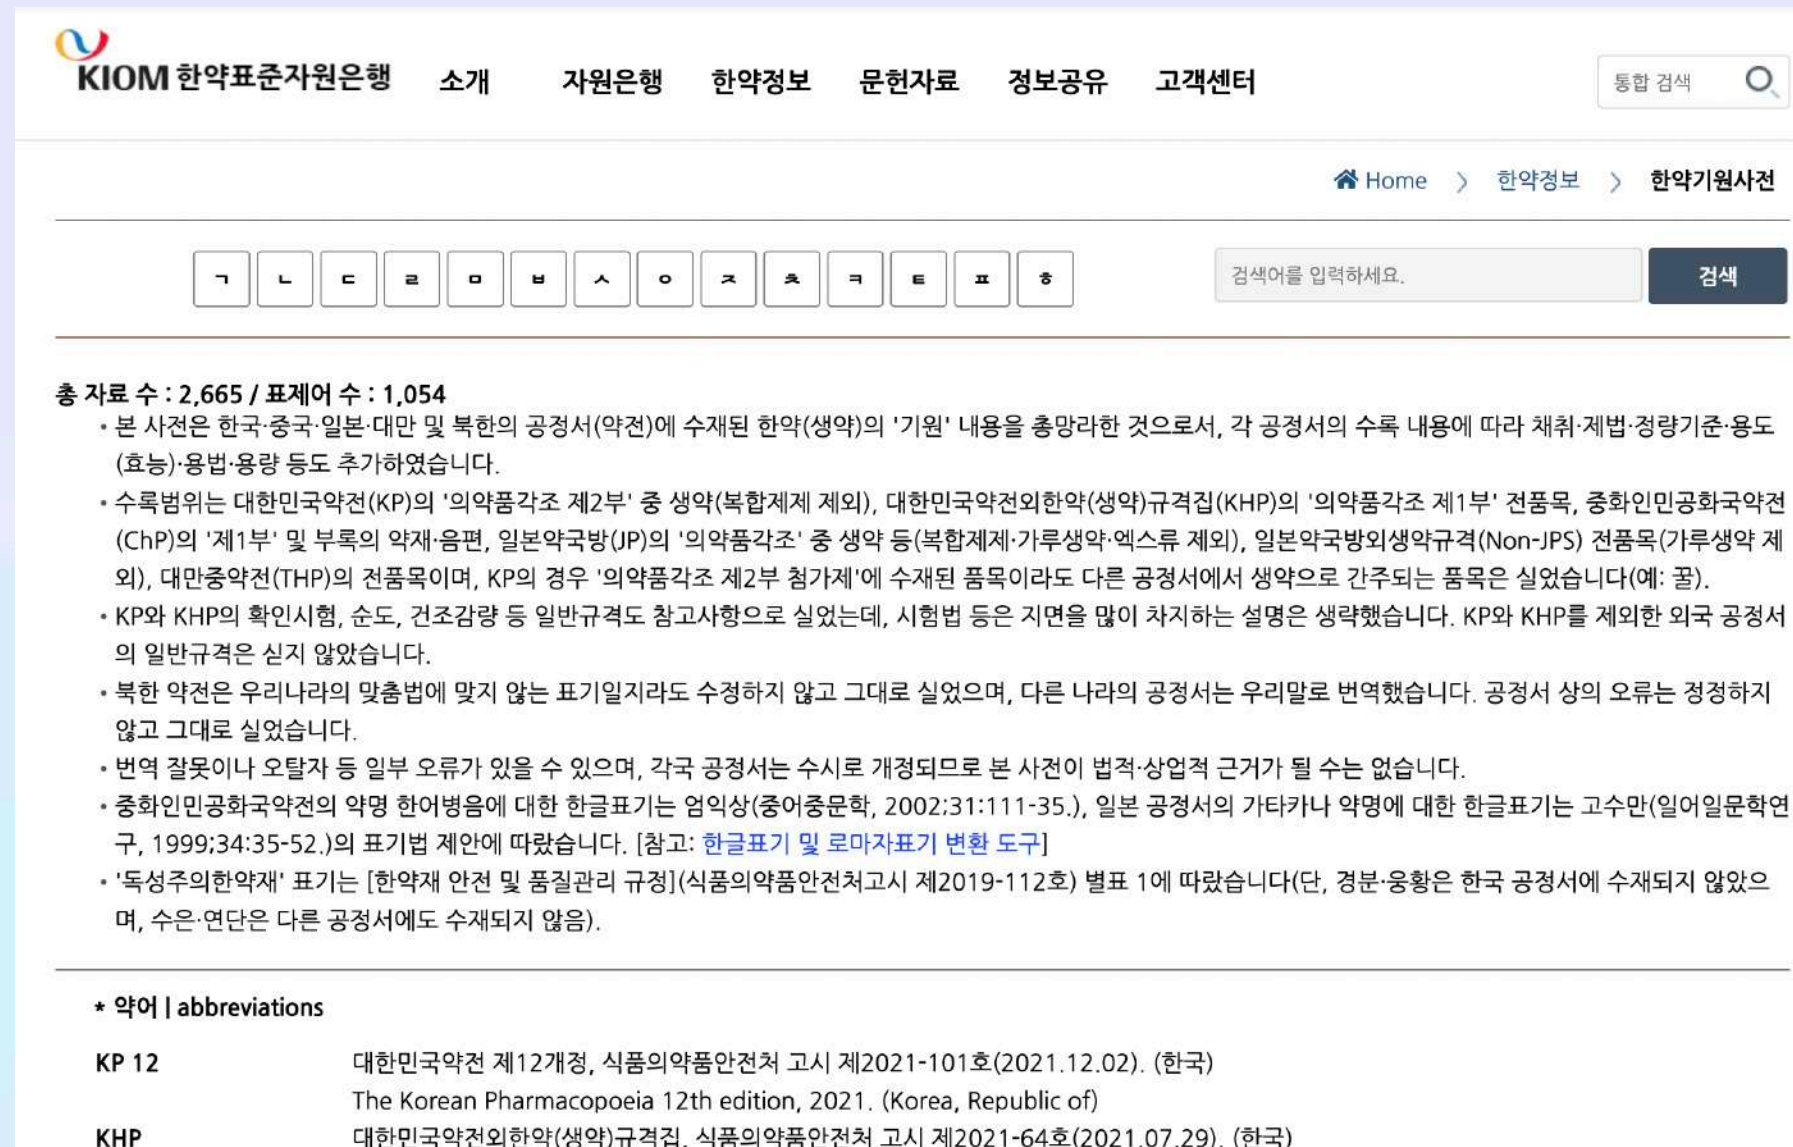 KIOM 한약표준자원은행 소개 자원은행 한약정보 문헌자료 정보공유 고객센터 통합 검색
Home 〉 한약정보 〉 한약기원사전
ㄱ ㄴ ㄷ ㄹ ㅁ ㅂ ㅅ ㅇ ㅈ ㅊ ㅋ ㅌ ㅍ ㅎ 검색어를 입력하세요. 검색
총 자료 수 : 2,665 / 표제어 수 : 1,054
• 본 사전은 한국·중국·일본·대만 및 북한의 공정서(약전)에 수재된 한약(생약)의 '기원' 내용을 총망라한 것으로서, 각 공정서의 수록 내용에 따라 채취·제법·정량기준·용도
(효능)·용법·용량 등도 추가하였습니다.
• 수록범위는 대한민국약전(KP)의 '의약품각조 제2부' 중 생약(복합제제 제외), 대한민국약전외한약(생약)규격집(KHP)의 '의약품각조 제1부' 전품목, 중화인민공화국약전
(ChP)의 '제1부' 및 부록의 약재·음편, 일본약국방(JP)의 '의약품각조' 중 생약 등(복합제제·가루생약·엑스류 제외), 일본약국방외생약규격(Non-JPS) 전품목(가루생약 제
외), 대만중약전(THP)의 전품목이며, KP의 경우 '의약품각조 제2부 첨가제'에 수재된 품목이라도 다른 공정서에서 생약으로 간주되는 품목은 실었습니다(예: 꿀).
• KP와 KHP의 확인시험, 순도, 건조감량 등 일반규격도 참고사항으로 실었는데, 시험법 등은 지면을 많이 차지하는 설명은 생략했습니다. KP와 KHP를 제외한 외국 공정서
의 일반규격은 싣지 않았습니다.
• 북한 약전은 우리나라의 맞춤법에 맞지 않는 표기일지라도 수정하지 않고 그대로 실었으며, 다른 나라의 공정서는 우리말로 번역했습니다. 공정서 상의 오류는 정정하지
않고 그대로 실었습니다.
• 번역 잘못이나 오탈자 등 일부 오류가 있을 수 있으며, 각국 공정서는 수시로 개정되므로 본 사전이 법적·상업적 근거가 될 수는 없습니다.
• 중화인민공화국약전의 약명 한어병음에 대한 한글표기는 엄익상(중어중문학, 2002;31:111-35.), 일본 공정서의 가타카나 약명에 대한 한글표기는 고수만(일어일문학연
구, 1999;34:35-52.)의 표기법 제안에 따랐습니다. [참고: 한글표기 및 로마자표기 변환 도구]
• '독성주의한약재' 표기는 [한약재 안전 및 품질관리 규정](식품의약품안전처고시 제2019-112호) 별표 1에 따랐습니다(단, 경분·웅황은 한국 공정서에 수재되지 않았으
며, 수은·연단은 다른 공정서에도 수재되지 않음).
* 약어 | abbreviations
KP 12 대한민국약전 제12개정, 식품의약품안전처 고시 제2021-101호(2021.12.02). (한국)
The Korean Pharmacopoeia 12th edition, 2021. (Korea, Republic of)
KHP 대한민국약전외한약(생약)규격집, 식품의약품안전처 고시 제2021-64호(2021.07.29). (한국)